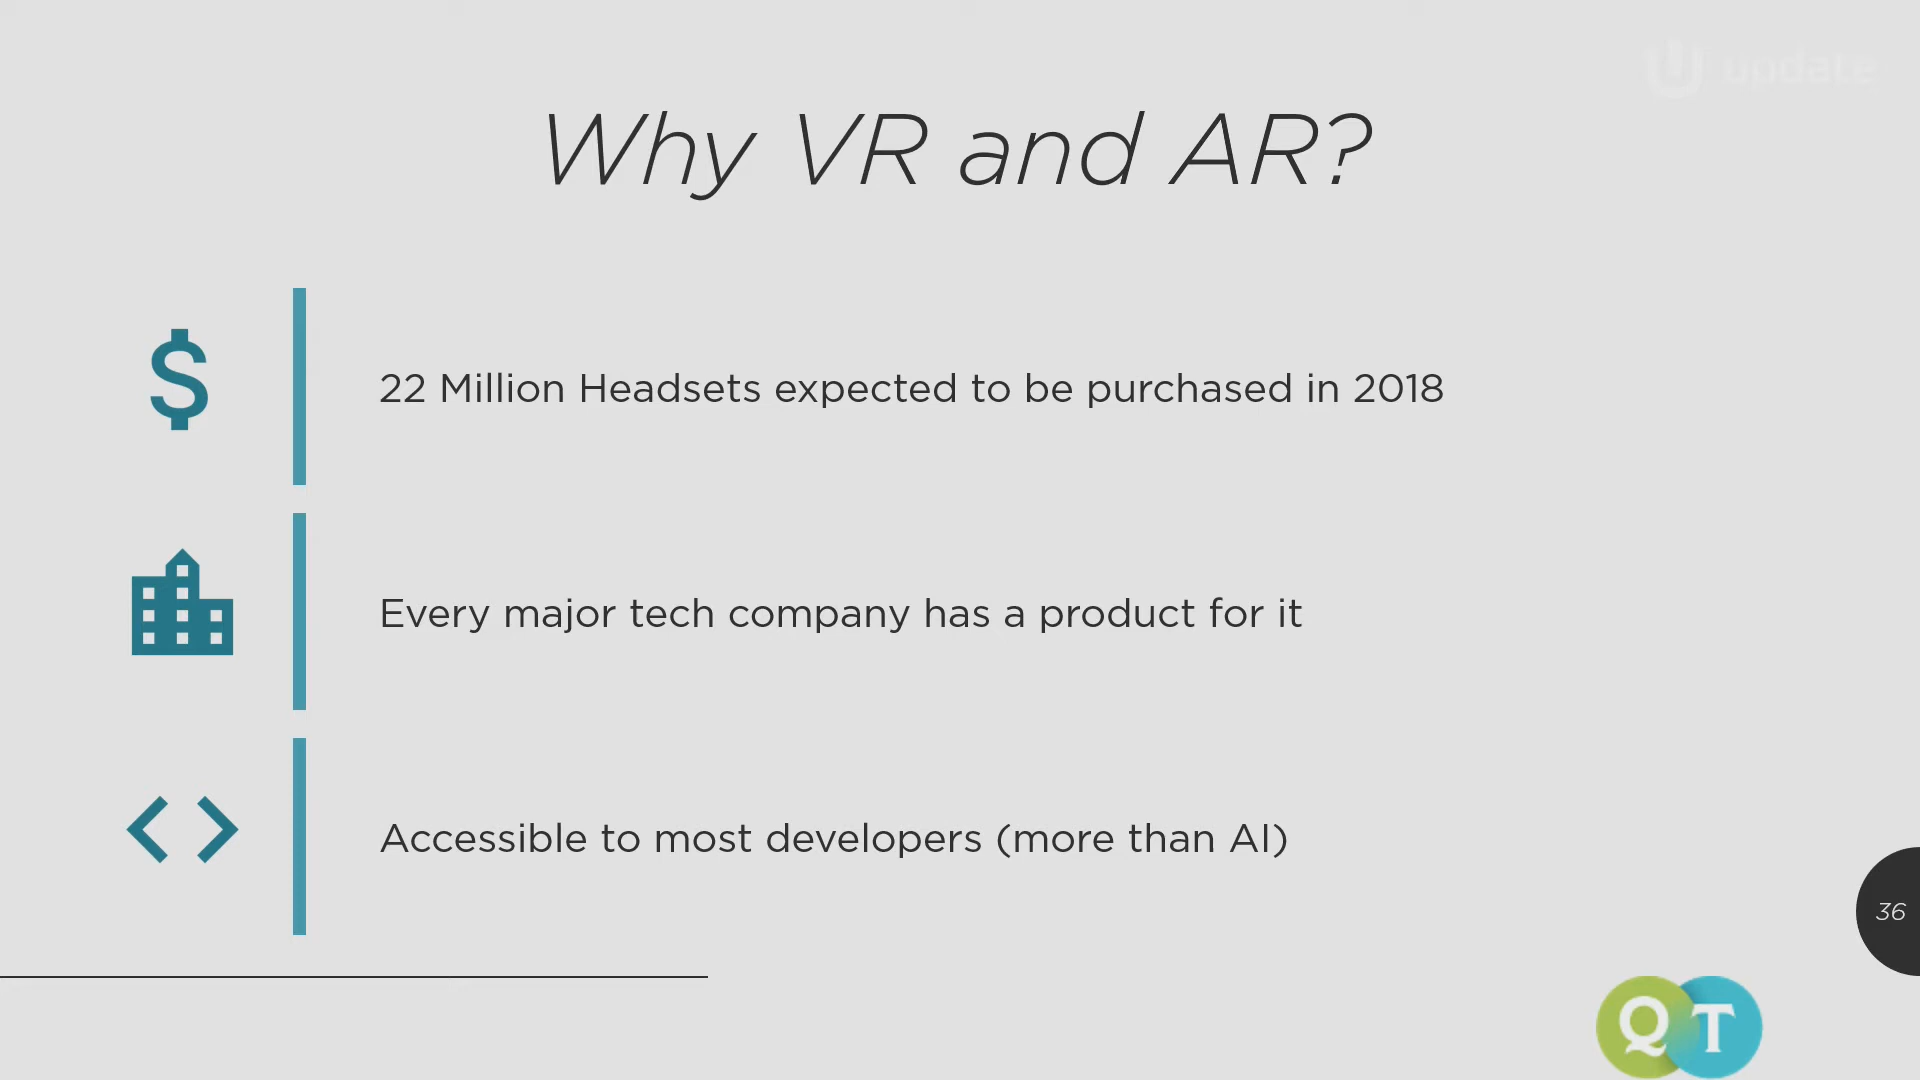 update
Why VR and AR?
$
22 Million Headsets expected to be purchased in 2018
Every major tech company has a product for it
< >
Accessible to most developers (more than AI)
36
QT